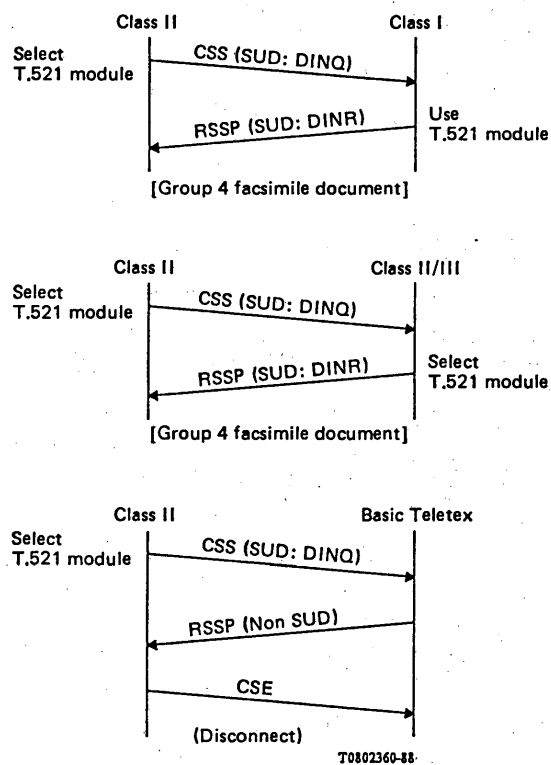 Class II
Class I
Select
T.521 module
CSS (SUD: DINQ)
RSSP (SUD: DINR)
Use
T.521 module
[Group 4 facsimile document]
Class II
Class II/III
Select
T.521 module
CSS (SUD: DINQ)
RSSP (SUD: DINR)
Select
T.521 module
[Group 4 facsimile document]
Class II
Basic Teletex
Select
T.521 module
CSS (SUD: DINQ)
RSSP (Non SUD)
CSE
(Disconnect)
T0802360-88